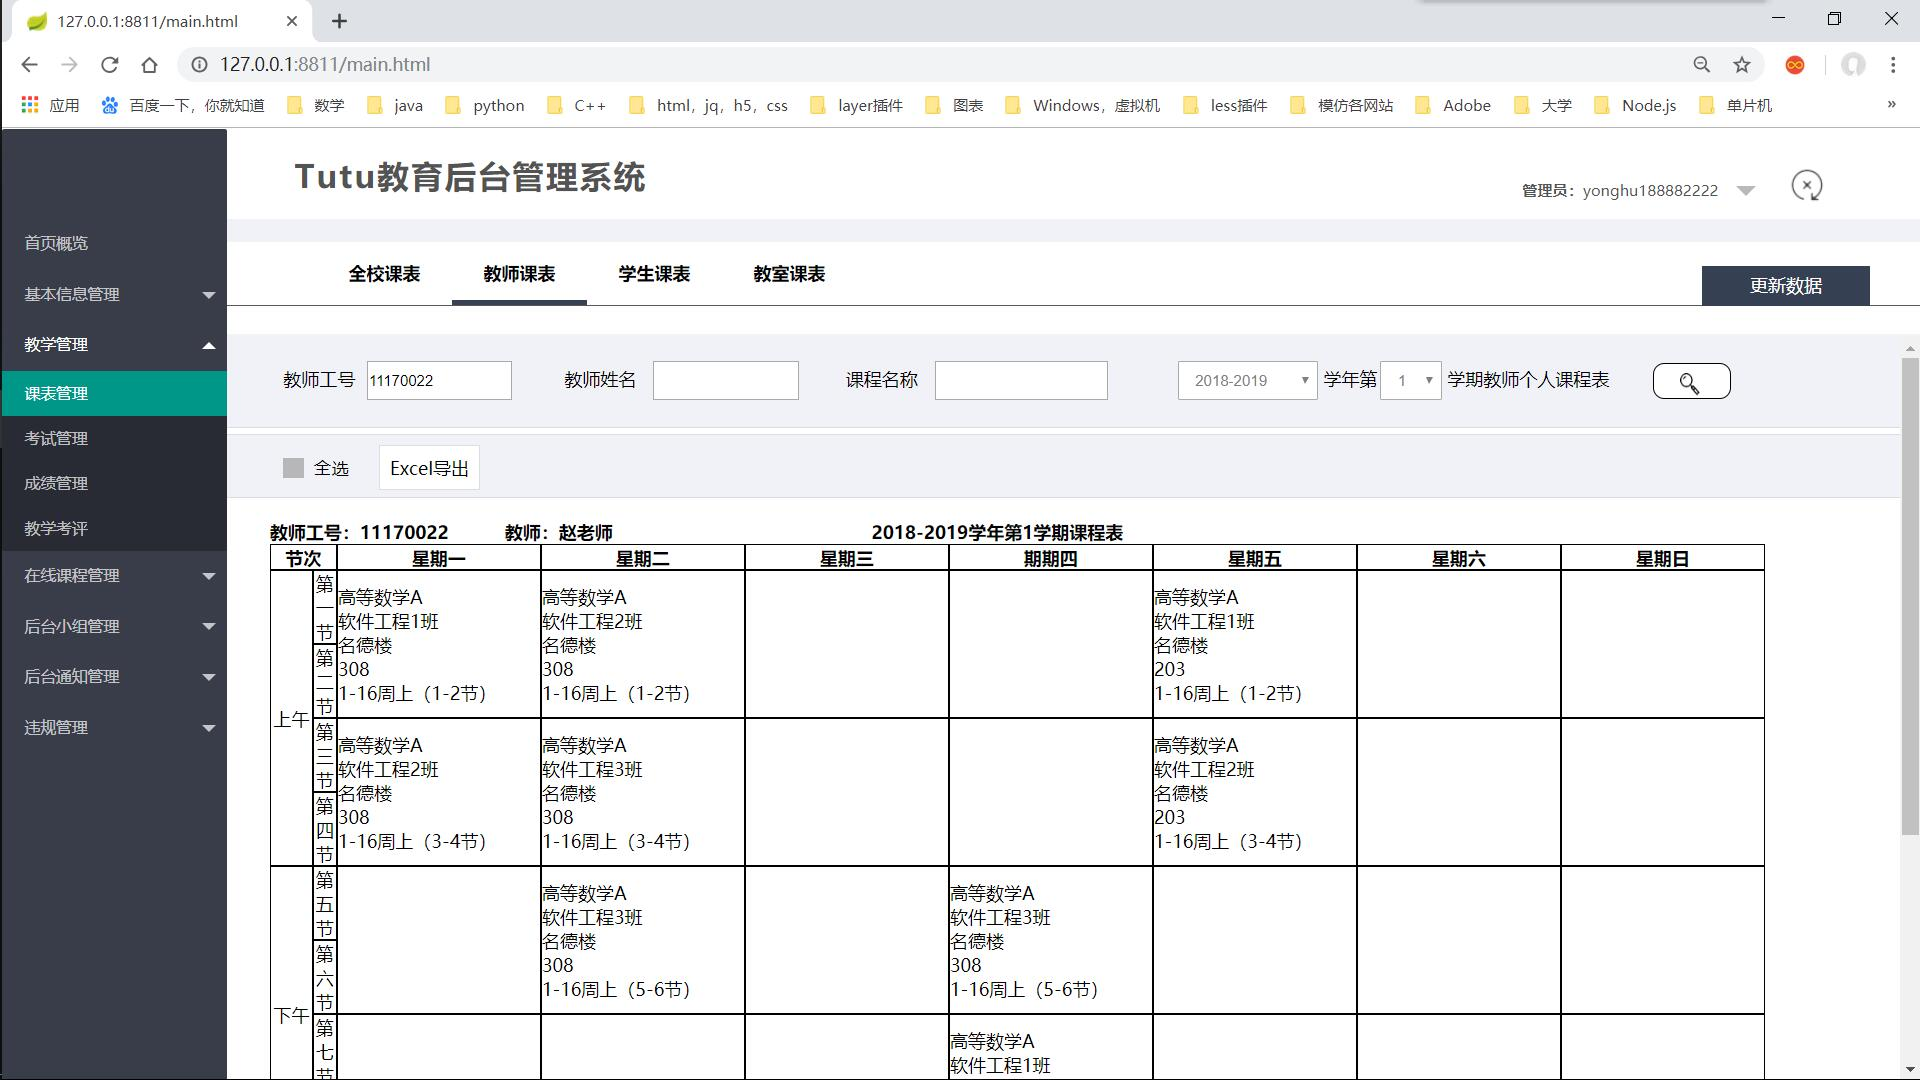 127.0.0.1:8811/main.html
127.0.0.1:8811/main.html
应用 百度一下，你就知道 数学 java python C++ html，jq，h5，css layer插件 图表 Windows，虚拟机 less插件 模仿各网站 Adobe 大学 Node.js 单片机 »
Tutu教育后台管理系统
管理员：yonghu188882222
首页概览
基本信息管理
教学管理
课表管理
考试管理
成绩管理
教学考评
在线课程管理
后台小组管理
后台通知管理
违规管理
全校课表 教师课表 学生课表 教室课表
更新数据
教师工号 11170022 教师姓名 课程名称 2018-2019 学年第 1 学期教师个人课程表
全选 Excel导出
教师工号：11170022 教师：赵老师 2018-2019学年第1学期课程表
节次 星期一 星期二 星期三 期期四 星期五 星期六 星期日
上午
第一节
第二节
高等数学A
软件工程1班
名德楼
308
1-16周上（1-2节）
高等数学A
软件工程2班
名德楼
308
1-16周上（1-2节）
高等数学A
软件工程1班
名德楼
203
1-16周上（1-2节）
第三节
第四节
高等数学A
软件工程2班
名德楼
308
1-16周上（3-4节）
高等数学A
软件工程3班
名德楼
308
1-16周上（3-4节）
高等数学A
软件工程2班
名德楼
203
1-16周上（3-4节）
下午
第五节
第六节
高等数学A
软件工程3班
名德楼
308
1-16周上（5-6节）
高等数学A
软件工程3班
名德楼
308
1-16周上（5-6节）
第七节
高等数学A
软件工程1班